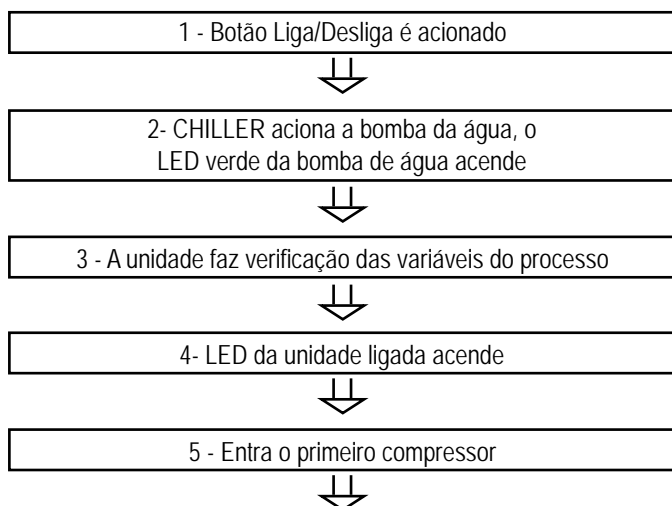 1 - Botão Liga/Desliga é acionado
2- CHILLER aciona a bomba da água, o
LED verde da bomba de água acende
3 - A unidade faz verificação das variáveis do processo
4- LED da unidade ligada acende
5 - Entra o primeiro compressor